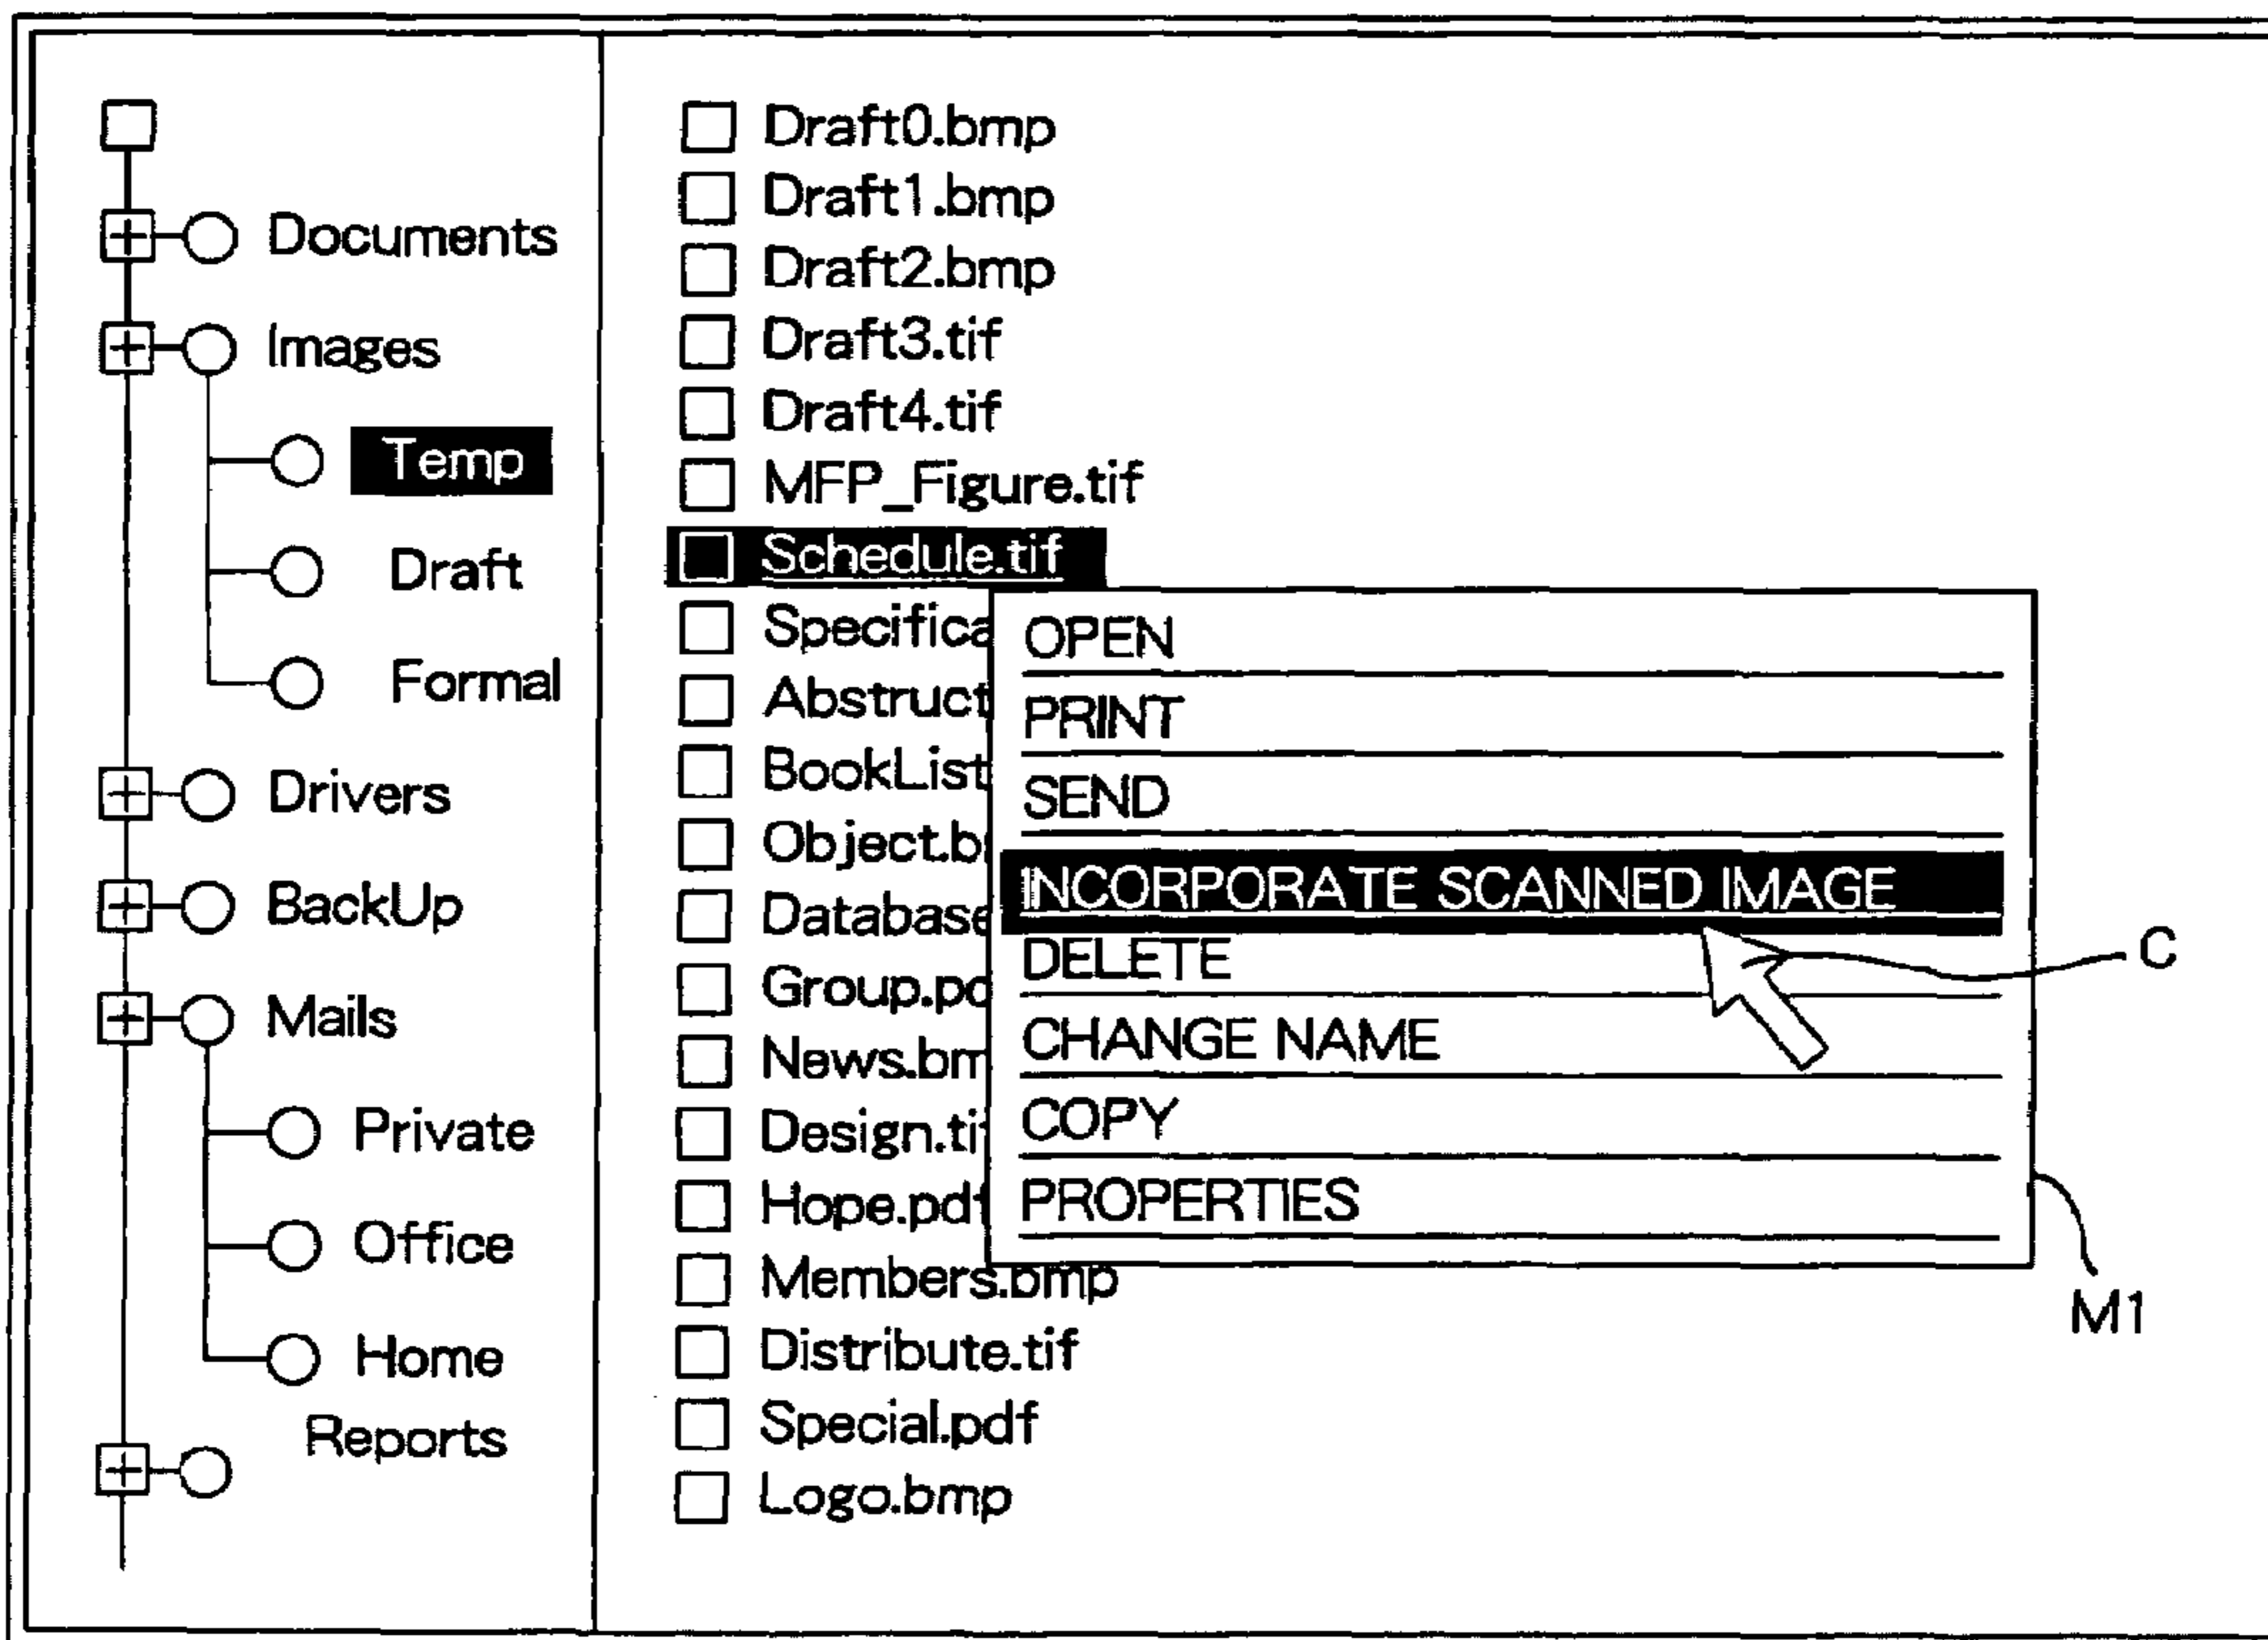 Documents
Images
Temp
Draft
Formal
Drivers
BackUp
Mails
Private
Office
Home
Reports
Draft0.bmp
Draft1.bmp
Draft2.bmp
Draft3.tif
Draft4.tif
MFP_Figure.tif
Schedule.tif
Specifica
Abstruct
BookList
Object.b
Database
Group.pd
News.bm
Design.tif
Hope.pdf
Members.bmp
Distribute.tif
Special.pdf
Logo.bmp
OPEN
PRINT
SEND
INCORPORATE SCANNED IMAGE
DELETE
CHANGE NAME
COPY
PROPERTIES
C
M1